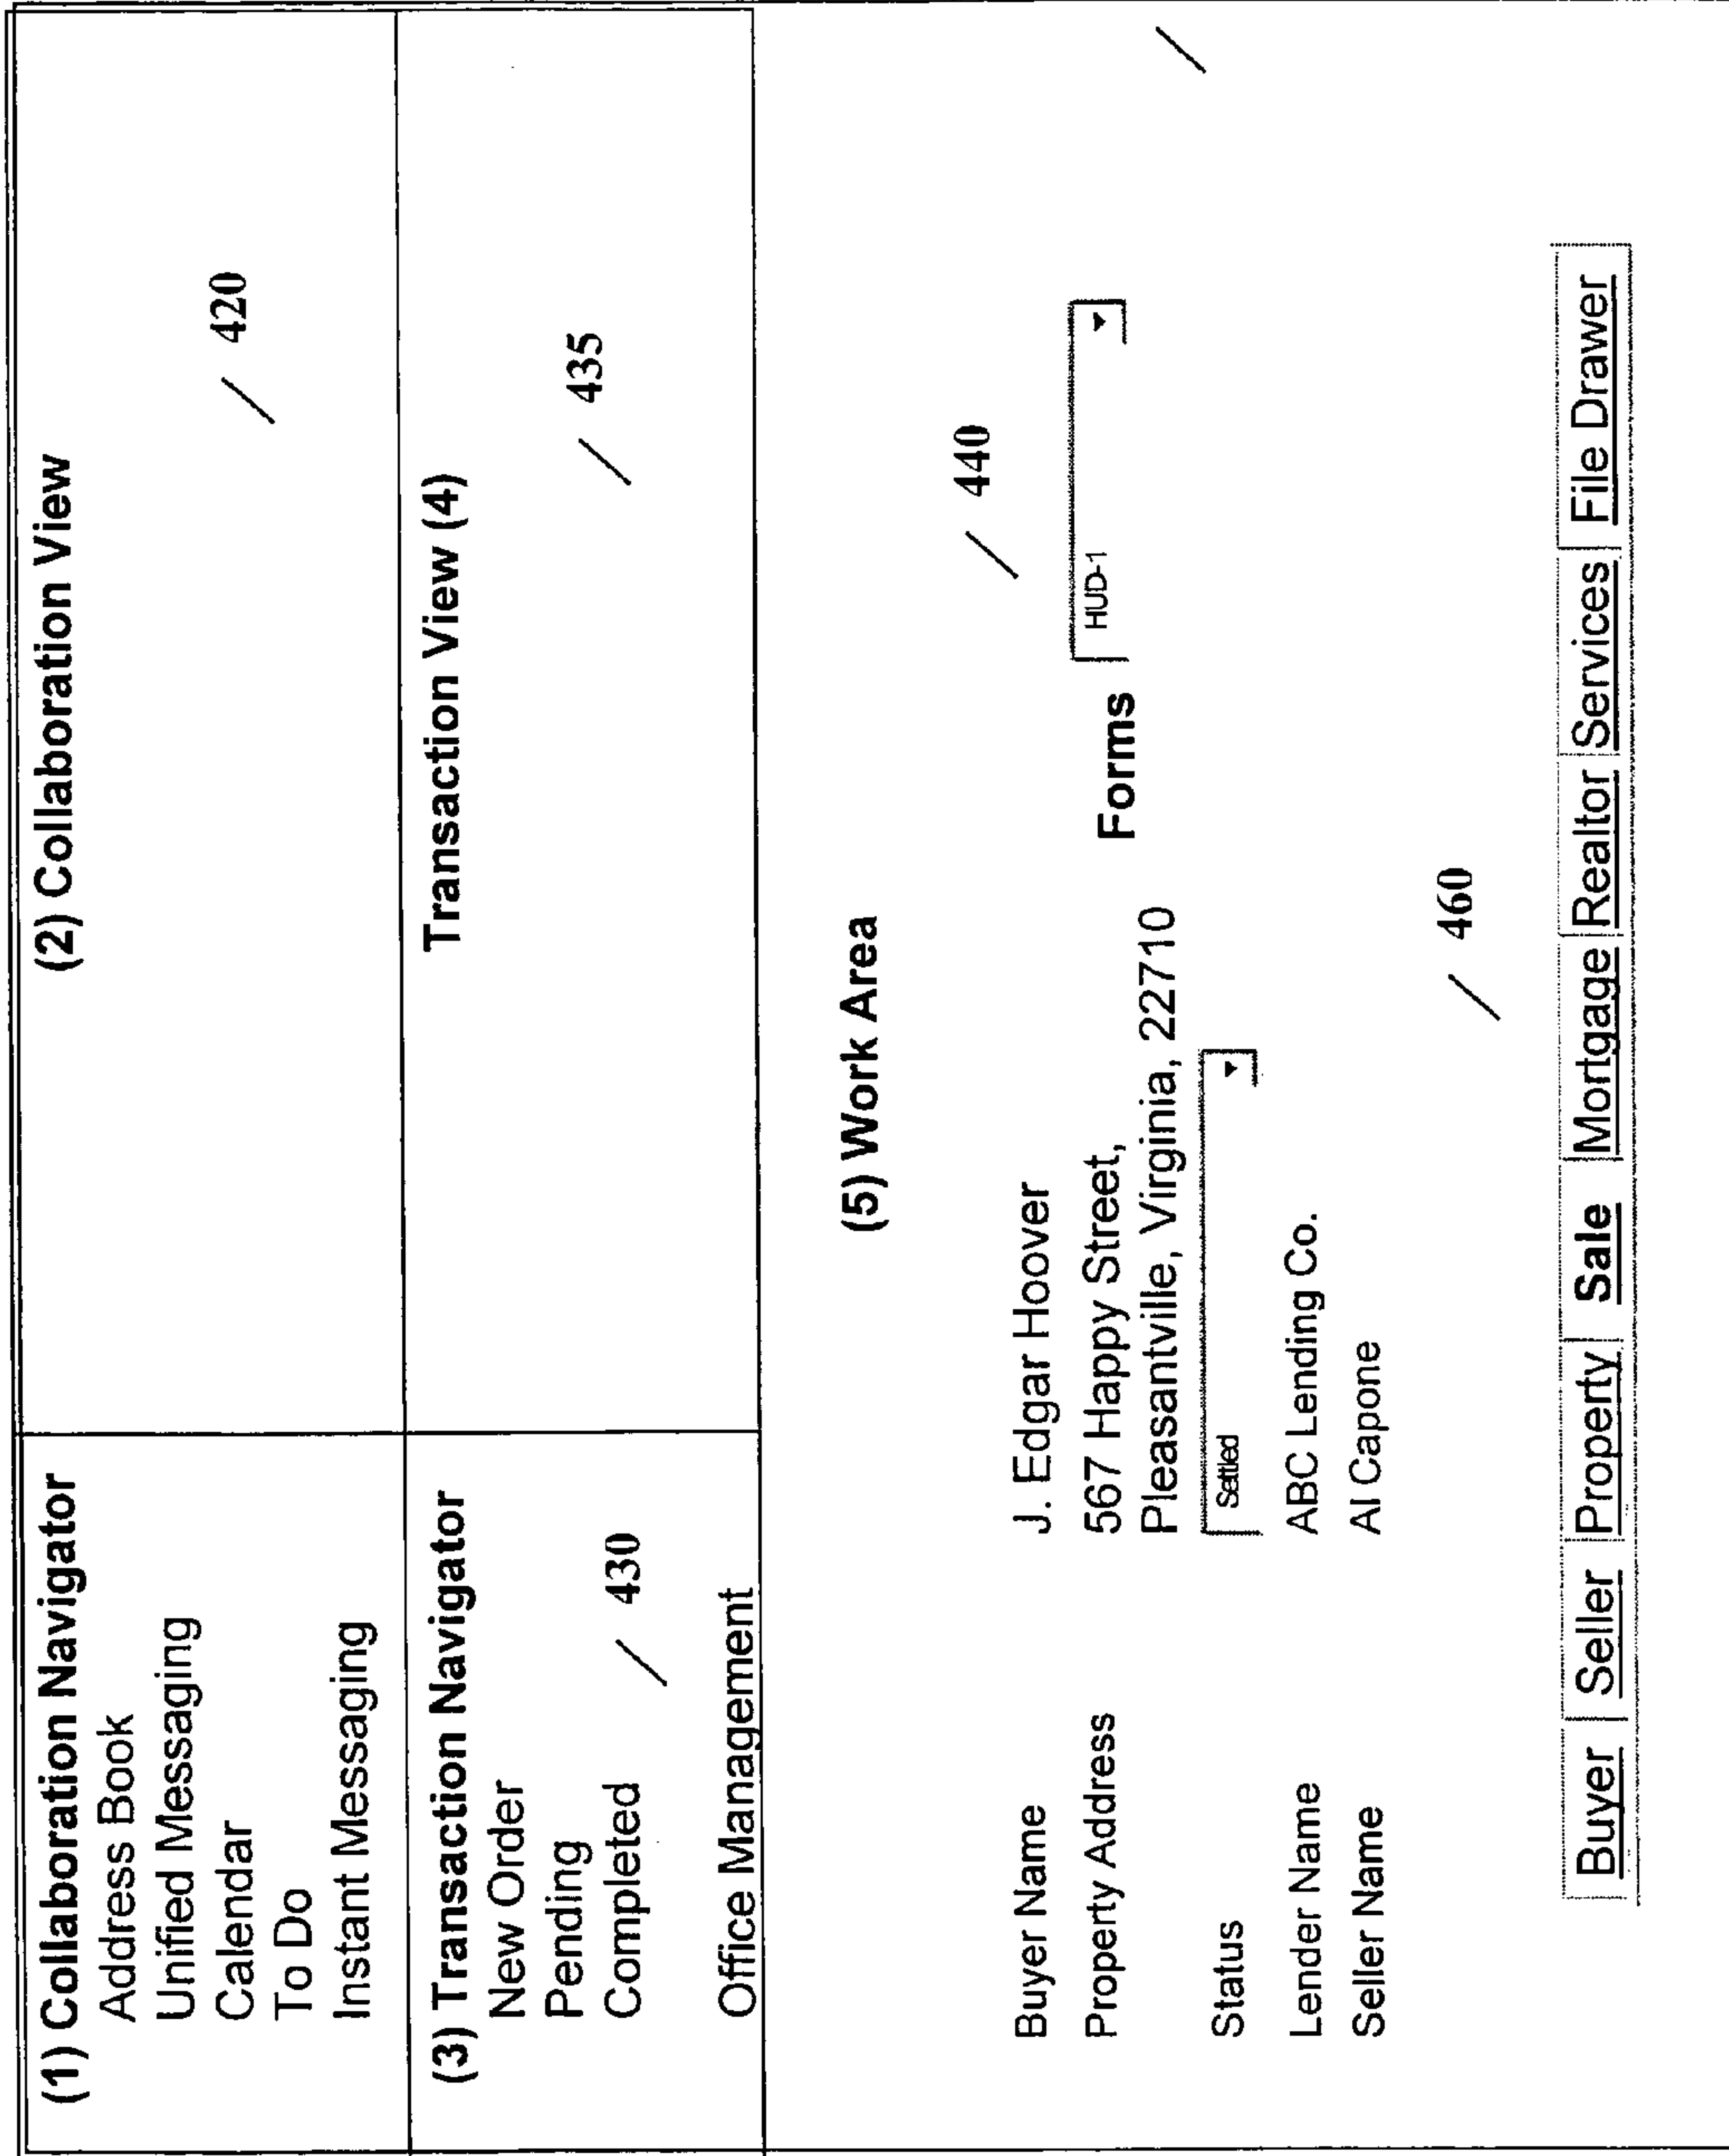 (1) Collaboration Navigator
Address Book
Unified Messaging
Calendar
To Do
Instant Messaging
(2) Collaboration View
420
(3) Transaction Navigator
New Order
Pending
Completed
430
Office Management
Transaction View (4)
435
(5) Work Area
440
Buyer Name J. Edgar Hoover
Property Address 567 Happy Street,
Forms HUD-1
Pleasantville, Virginia, 22710
Status Settled
Lender Name ABC Lending Co.
Seller Name Al Capone
460
Buyer Seller Property Sale Mortgage Realtor Services File Drawer